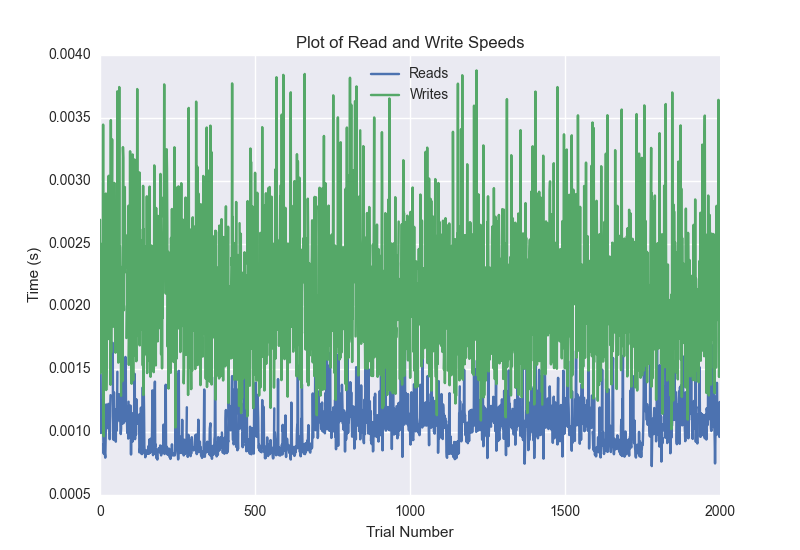 Plot of Read and Write Speeds
Reads
Writes
0.0040
0.0035
0.0030
0.0025
0.0020
0.0015
0.0010
0.0005
Time (s)
0 500 1000 1500 2000
Trial Number